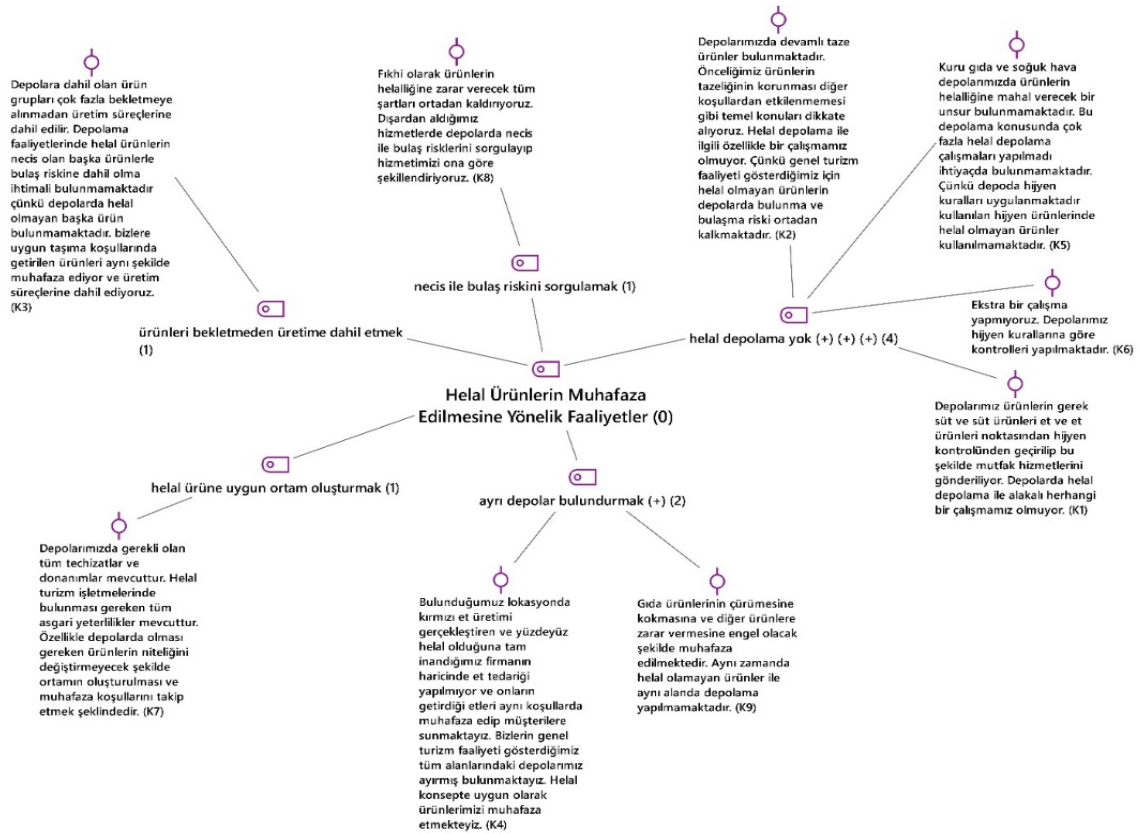 Depolara dahil olan ürün
grupları çok fazla bekletmeye
alınmadan üretim süreçlerine
dahil edilir. Depolama
faaliyetlerinde helal ürünlerin
necis olan başka ürünlerle
bulaş riskine dahil olma
ihtimali bulunmamaktadır
çünkü depolarda helal
olmayan başka ürün
bulunmamaktadır. bizlere
uygun taşıma koşullarında
getirilen ürünleri aynı şekilde
muhafaza ediyor ve üretim
süreçlerine dahil ediyoruz.
(K3)
Fıkhi olarak ürünlerin
helalliğine zarar verecek tüm
şartları ortadan kaldırıyoruz.
Dışardan aldığımız
hizmetlerde depolarda necis
ile bulaş risklerini sorgulayıp
hizmetimizi ona göre
şekillendiriyoruz. (K8)
Depolarımızda devamlı taze
ürünler bulunmaktadır.
Önceliğimiz ürünlerin
tazeliğinin korunması diğer
koşullardan etkilenmemesi
gibi temel konuları dikkate
alıyoruz. Helal depolama ile
ilgili özellikle bir çalışmamız
olmuyor. Çünkü genel turizm
faaliyeti gösterdiğimiz için
helal olmayan ürünlerin
depolarda bulunma ve
bulaşma riski ortadan
kalkmaktadır. (K2)
Kuru gıda ve soğuk hava
depolarımızda ürünlerin
helalliğine mahal verecek bir
unsur bulunmamaktadır. Bu
depolama konusunda çok
fazla helal depolama
çalışmaları yapılmadı
ihtiyaçda bulunmamaktadır.
Çünkü depoda hijyen
kuralları uygulanmaktadır
kullanılan hijyen ürünlerinde
helal olmayan ürünler
kullanılmamaktadır. (K5)
necis ile bulaş riskini sorgulamak (1)
ürünleri bekletmeden üretime dahil etmek
(1)
helal depolama yok (+) (+) (+) (4)
Ekstra bir çalışma
yapmıyoruz. Depolarımız
hijyen kurallarına göre
kontrolleri yapılmaktadır. (K6)
Helal Ürünlerin Muhafaza
Edilmesine Yönelik Faaliyetler (0)
Depolarımız ürünlerin gerek
süt ve süt ürünleri et ve et
ürünleri noktasından hijyen
kontrolünden geçirilip bu
şekilde mutfak hizmetlerini
gönderiliyor. Depolarda helal
depolama ile alakalı herhangi
bir çalışmamız olmuyor. (K1)
helal ürüne uygun ortam oluşturmak (1)
ayrı depolar bulundurmak (+) (2)
Depolarımızda gerekli olan
tüm techizatlar ve
donanımlar mevcuttur. Helal
turizm işletmelerinde
bulunması gereken tüm
asgari yeterlilikler mevcuttur.
Özellikle depolarda olması
gereken ürünlerin niteliğini
değiştirmeyecek şekilde
ortamın oluşturulması ve
muhafaza koşullarını takip
etmek şeklindedir. (K7)
Bulunduğumuz lokasyonda
kırmızı et üretimi
gerçekleştiren ve yüzdeyüz
helal olduğuna tam
inandığımız firmanın
haricinde et tedariği
yapılmıyor ve onların
getirdiği etleri aynı koşullarda
muhafaza edip müşterilere
sunmaktayız. Bizlerin genel
turizm faaliyeti gösterdiğimiz
tüm alanlarındaki depolarımız
ayırmış bulunmaktayız. Helal
konsepte uygun olarak
ürünlerimizi muhafaza
etmekteyiz. (K4)
Gıda ürünlerinin çürümesine
kokmasına ve diğer ürünlere
zarar vermesine engel olacak
şekilde muhafaza
edilmektedir. Aynı zamanda
helal olamayan ürünler ile
aynı alanda depolama
yapılmamaktadır. (K9)